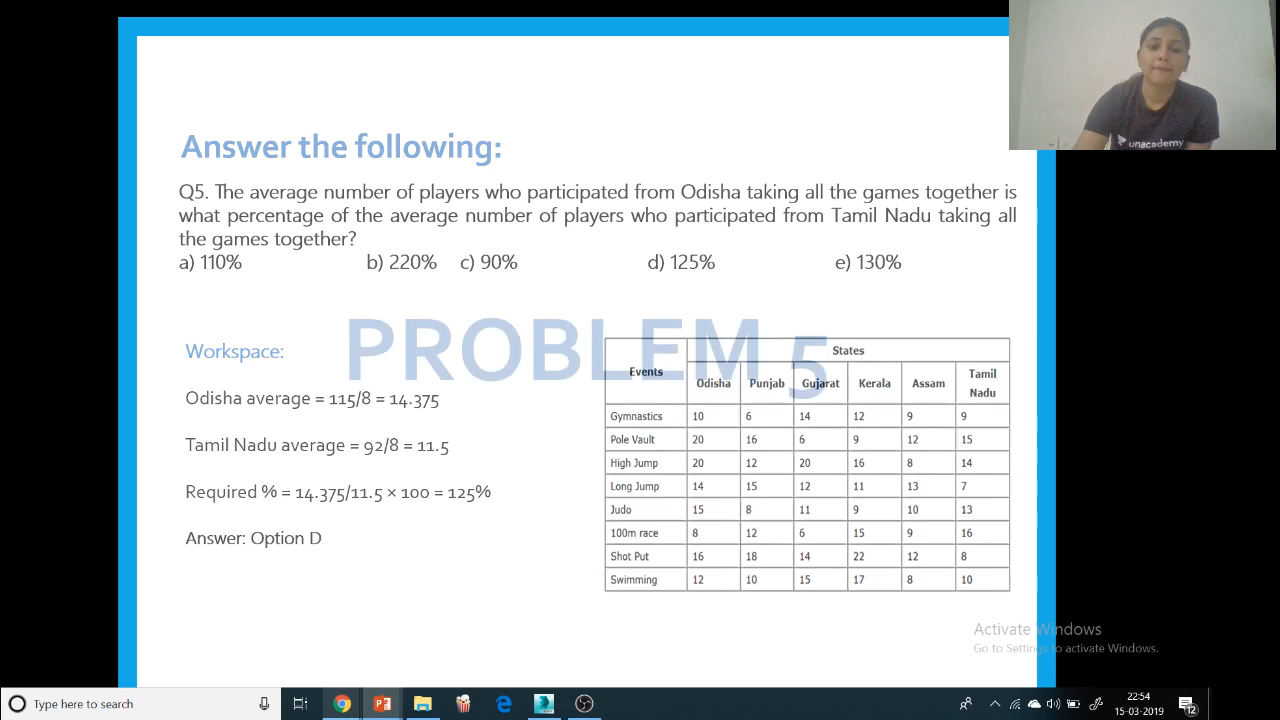 unacademy
Answer the following:
Q5. The average number of players who participated from Odisha taking all the games together is
what percentage of the average number of players who participated from Tamil Nadu taking all
the games together?
a) 110% b) 220% c) 90% d) 125% e) 130%
PROBLEM 5
Workspace:
Odisha average = 115/8 = 14.375
Tamil Nadu average = 92/8 = 11.5
Required % = 14.375/11.5 × 100 = 125%
Answer: Option D
States
Events Odisha Punjab Gujarat Kerala Assam Tamil
Nadu
Gymnastics 10 6 14 12 9 9
Pole Vault 20 16 6 9 12 15
High Jump 20 12 20 16 8 14
Long Jump 14 15 12 11 13 7
Judo 15 8 11 9 10 13
100m race 8 12 6 15 9 16
Shot Put 16 18 14 22 12 8
Swimming 12 10 15 17 8 10
Activate Windows
Go to Settings to activate Windows.
Type here to search
22:54
15-03-2019
12